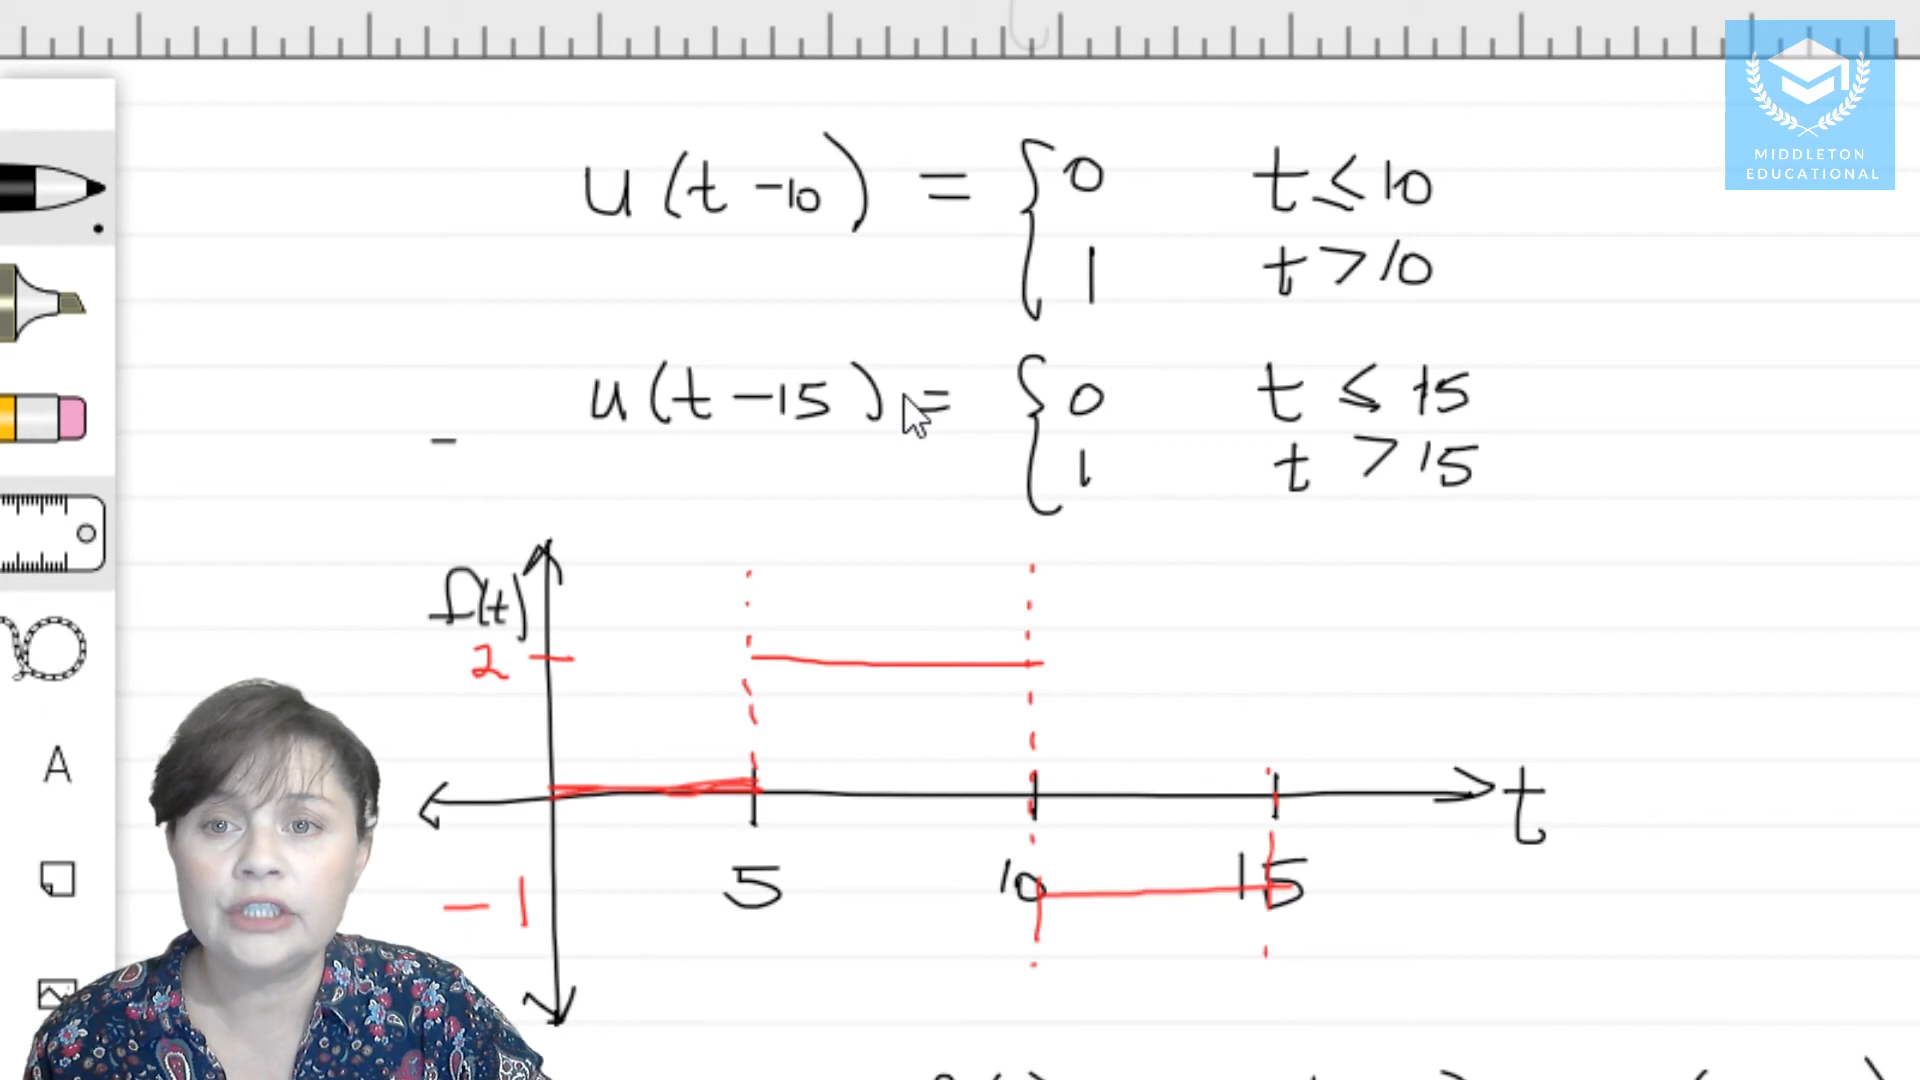 MIDDLETON
EDUCATIONAL
u(t-10) = { 0 t ≤ 10
1 t > 10
u(t-15) = { 0 t ≤ 15
1 t > 15
-
f(t)
2
t
5 10 15
-1
A